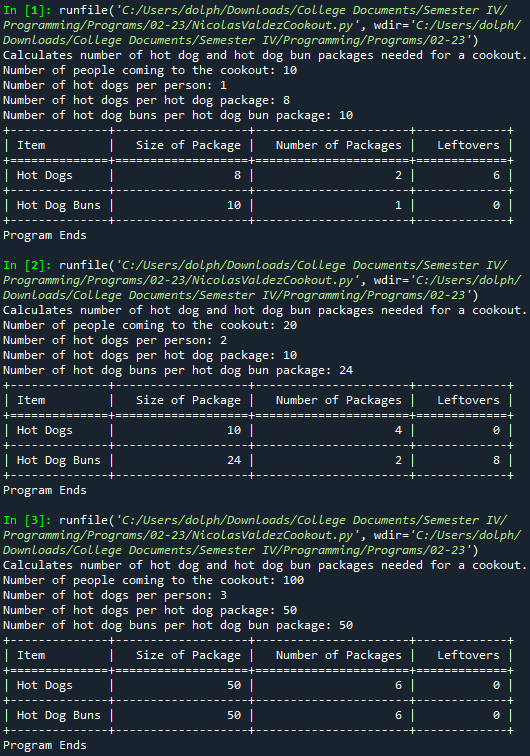 In [1]: runfile('C:/Users/dolph/Downloads/College Documents/Semester IV/
Programming/Programs/02-23/NicolasValdezCookout.py', wdir='C:/Users/dolph/
Downloads/College Documents/Semester IV/Programming/Programs/02-23')
Calculates number of hot dog and hot dog bun packages needed for a cookout.
Number of people coming to the cookout: 10
Number of hot dogs per person: 1
Number of hot dogs per hot dog package: 8
Number of hot dog buns per hot dog bun package: 10
+--------------+-------------------+----------------------+-------------+
| Item         |   Size of Package |   Number of Packages |   Leftovers |
+==============+===================+======================+=============+
| Hot Dogs     |                 8 |                    2 |           6 |
+--------------+-------------------+----------------------+-------------+
| Hot Dog Buns |                10 |                    1 |           0 |
+--------------+-------------------+----------------------+-------------+
Program Ends
In [2]: runfile('C:/Users/dolph/Downloads/College Documents/Semester IV/
Programming/Programs/02-23/NicolasValdezCookout.py', wdir='C:/Users/dolph/
Downloads/College Documents/Semester IV/Programming/Programs/02-23')
Calculates number of hot dog and hot dog bun packages needed for a cookout.
Number of people coming to the cookout: 20
Number of hot dogs per person: 2
Number of hot dogs per hot dog package: 10
Number of hot dog buns per hot dog bun package: 24
+--------------+-------------------+----------------------+-------------+
| Item         |   Size of Package |   Number of Packages |   Leftovers |
+==============+===================+======================+=============+
| Hot Dogs     |                10 |                    4 |           0 |
+--------------+-------------------+----------------------+-------------+
| Hot Dog Buns |                24 |                    2 |           8 |
+--------------+-------------------+----------------------+-------------+
Program Ends
In [3]: runfile('C:/Users/dolph/Downloads/College Documents/Semester IV/
Programming/Programs/02-23/NicolasValdezCookout.py', wdir='C:/Users/dolph/
Downloads/College Documents/Semester IV/Programming/Programs/02-23')
Calculates number of hot dog and hot dog bun packages needed for a cookout.
Number of people coming to the cookout: 100
Number of hot dogs per person: 3
Number of hot dogs per hot dog package: 50
Number of hot dog buns per hot dog bun package: 50
+--------------+-------------------+----------------------+-------------+
| Item         |   Size of Package |   Number of Packages |   Leftovers |
+==============+===================+======================+=============+
| Hot Dogs     |                50 |                    6 |           0 |
+--------------+-------------------+----------------------+-------------+
| Hot Dog Buns |                50 |                    6 |           0 |
+--------------+-------------------+----------------------+-------------+
Program Ends